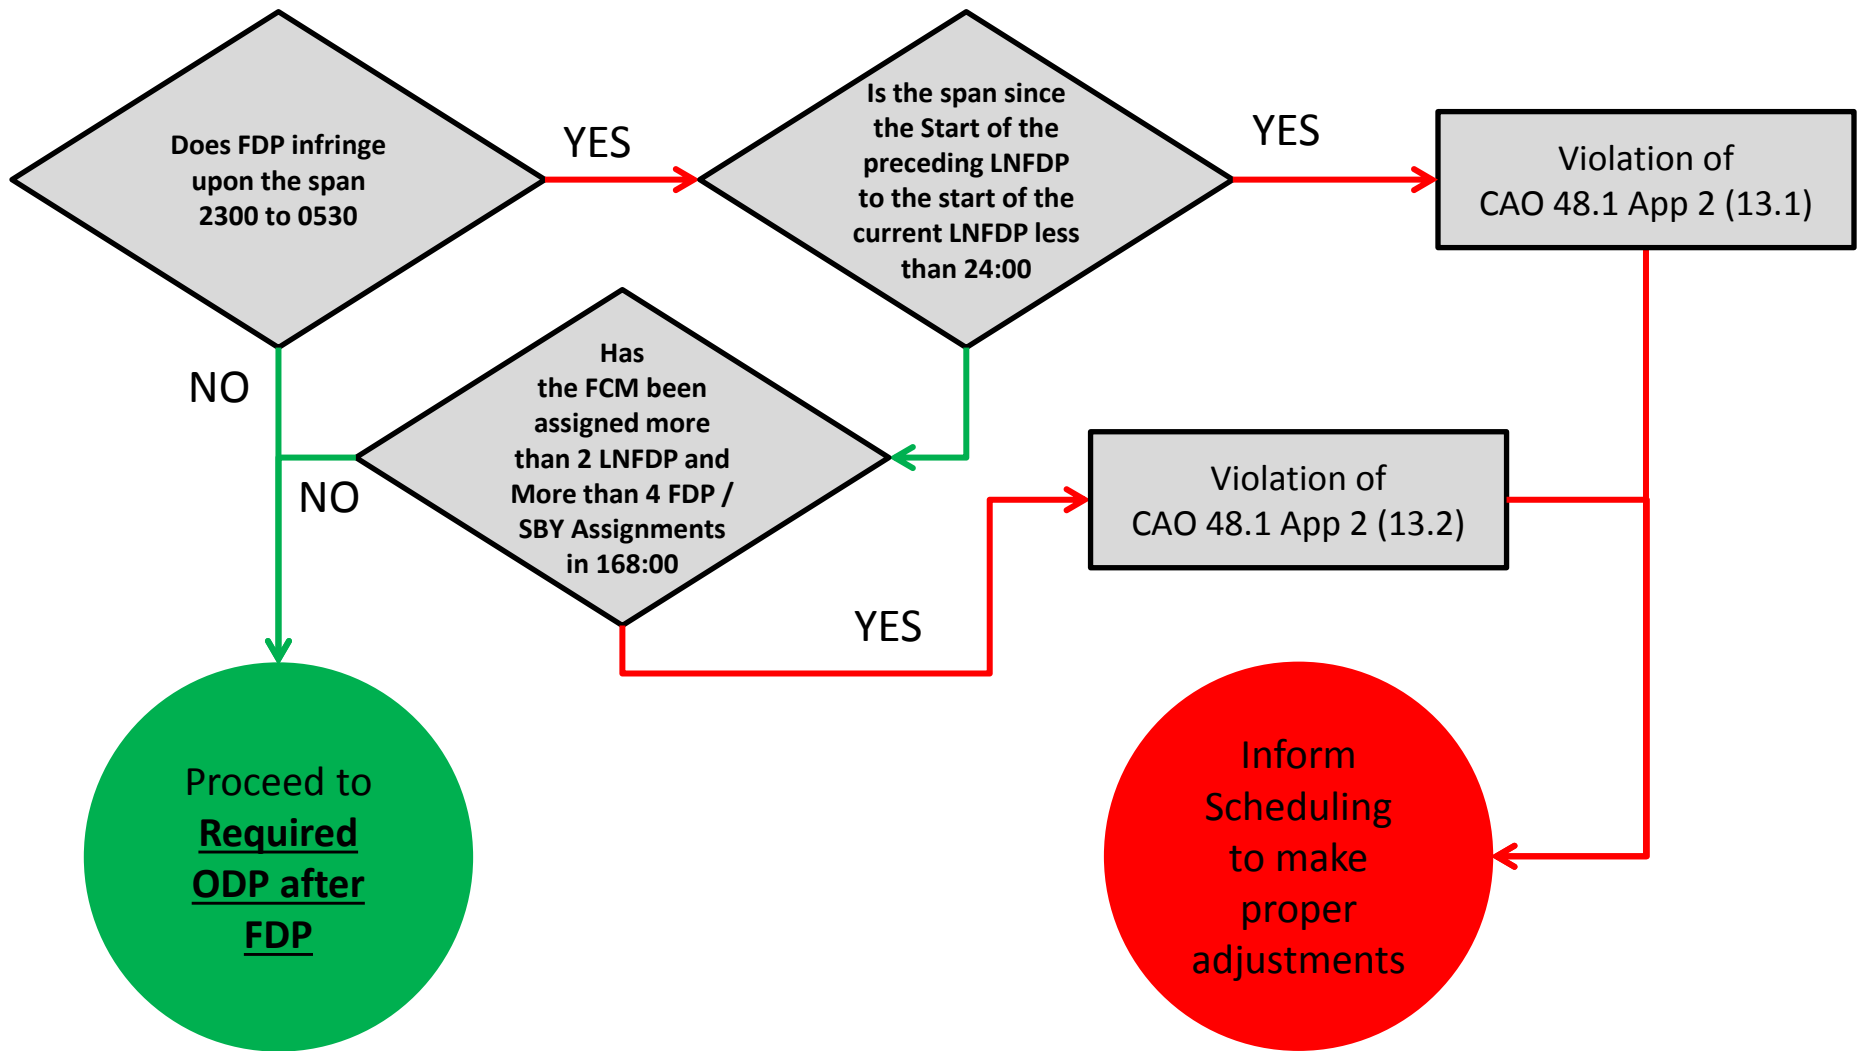 Does FDP infringe
upon the span
2300 to 0530
YES
Is the span since
the Start of the
preceding LNFDP
to the start of the
current LNFDP less
than 24:00
YES
Violation of
CAO 48.1 App 2 (13.1)
NO
Has
the FCM been
assigned more
than 2 LNFDP and
More than 4 FDP /
SBY Assignments
in 168:00
NO
YES
Violation of
CAO 48.1 App 2 (13.2)
Proceed to
Required
ODP after
FDP
Inform
Scheduling
to make
proper
adjustments